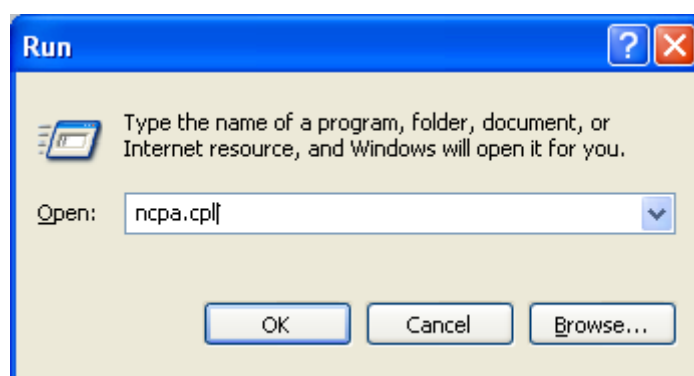 Run
Type the name of a program, folder, document, or
Internet resource, and Windows will open it for you.
Open: ncpa.cpl
OK Cancel Browse...